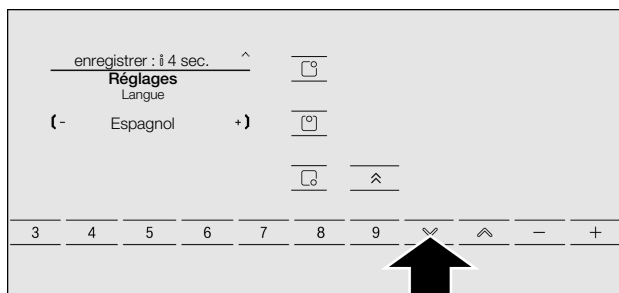 enregistrer : i 4 sec. ^
Réglages
Langue
(- Espagnol +)
3 4 5 6 7 8 9 − +